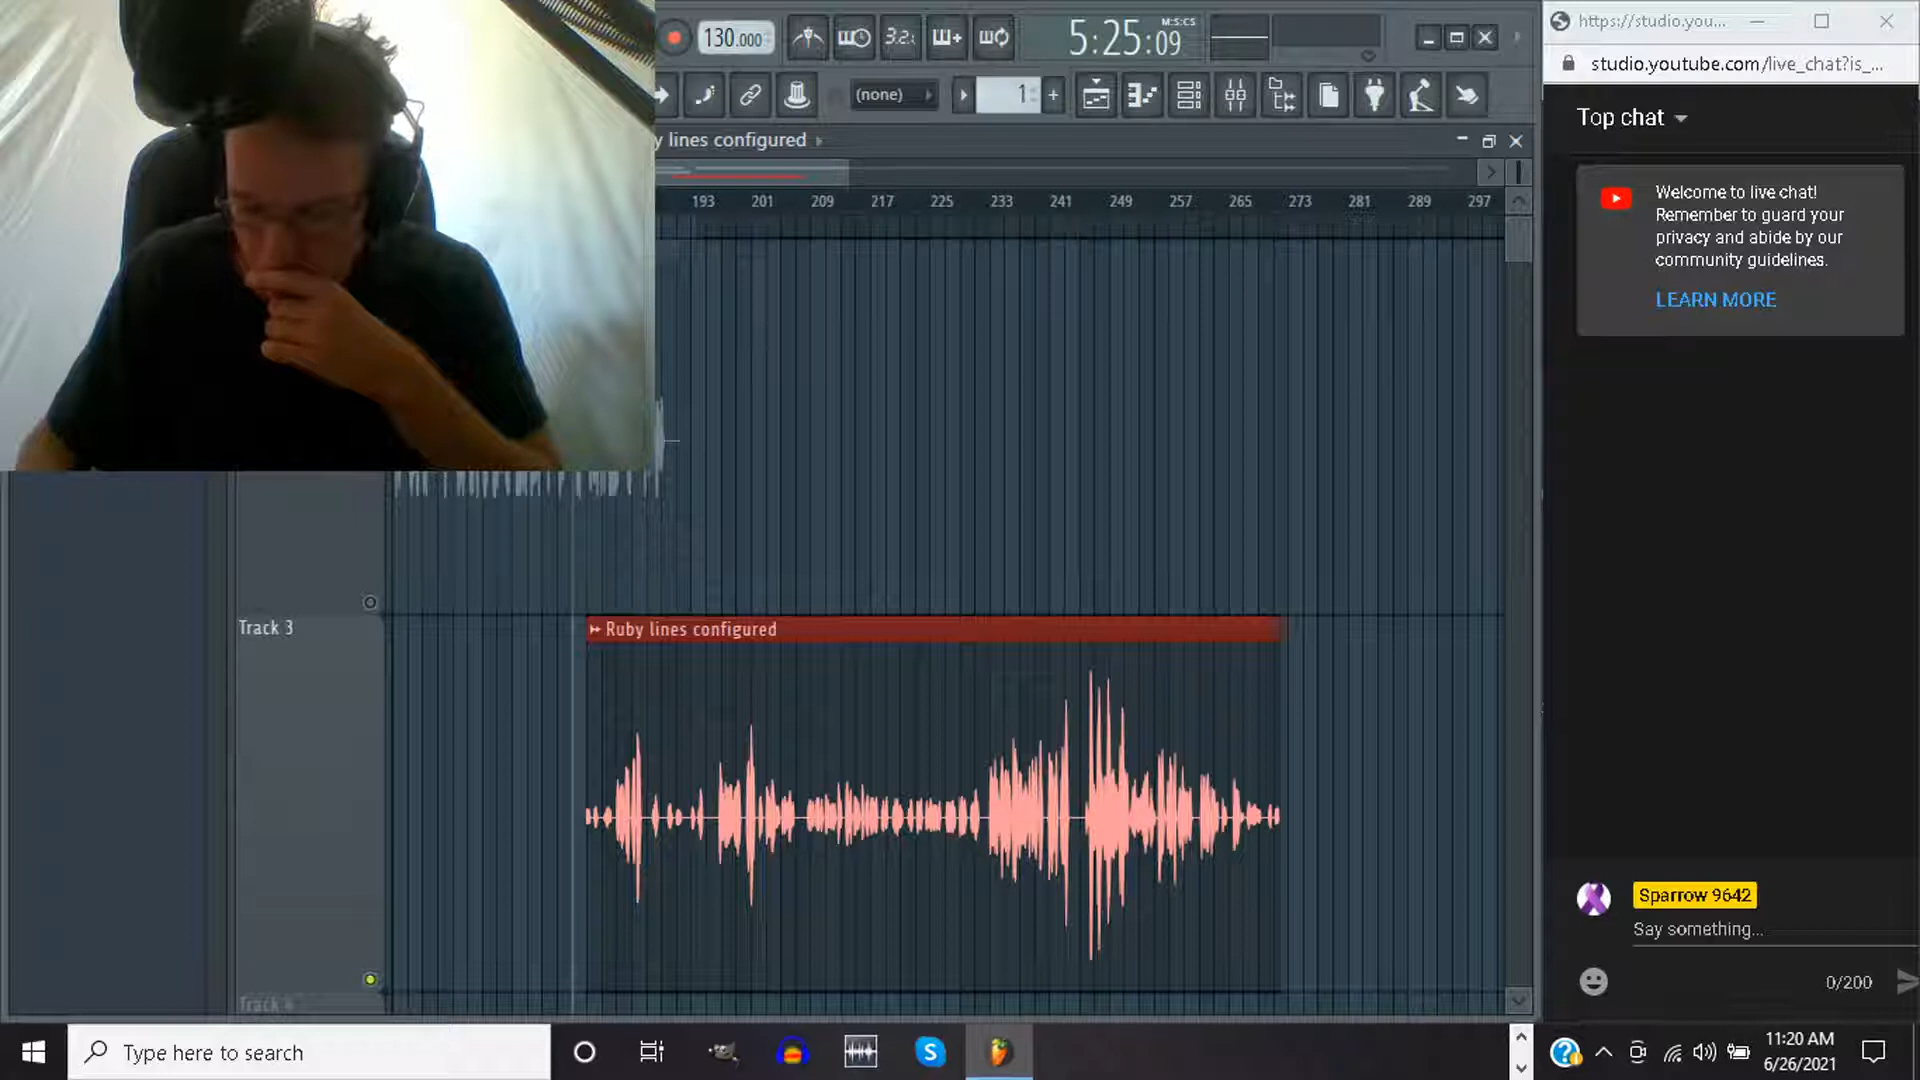 130.000
3.2.
5:25:09
M:S:CS
(none)
1
y lines configured
193 201 209 217 225 233 241 249 257 265 273 281 289 297
Track 3
Ruby lines configured
https://studio.you...
studio.youtube.com/live_chat?is_...
Top chat
Welcome to live chat!
Remember to guard your
privacy and abide by our
community guidelines.
LEARN MORE
Sparrow 9642
Say something...
0/200
Type here to search
11:20 AM
6/26/2021